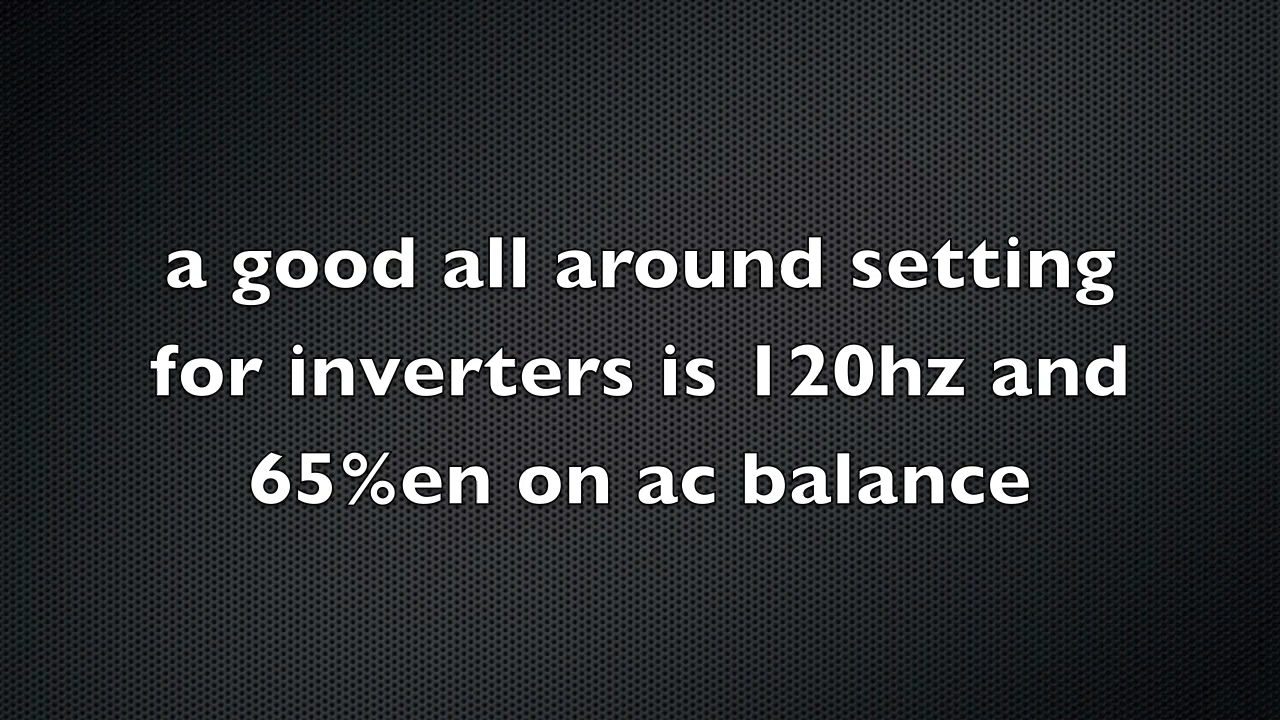 a good all around setting
for inverters is 120hz and
65%en on ac balance